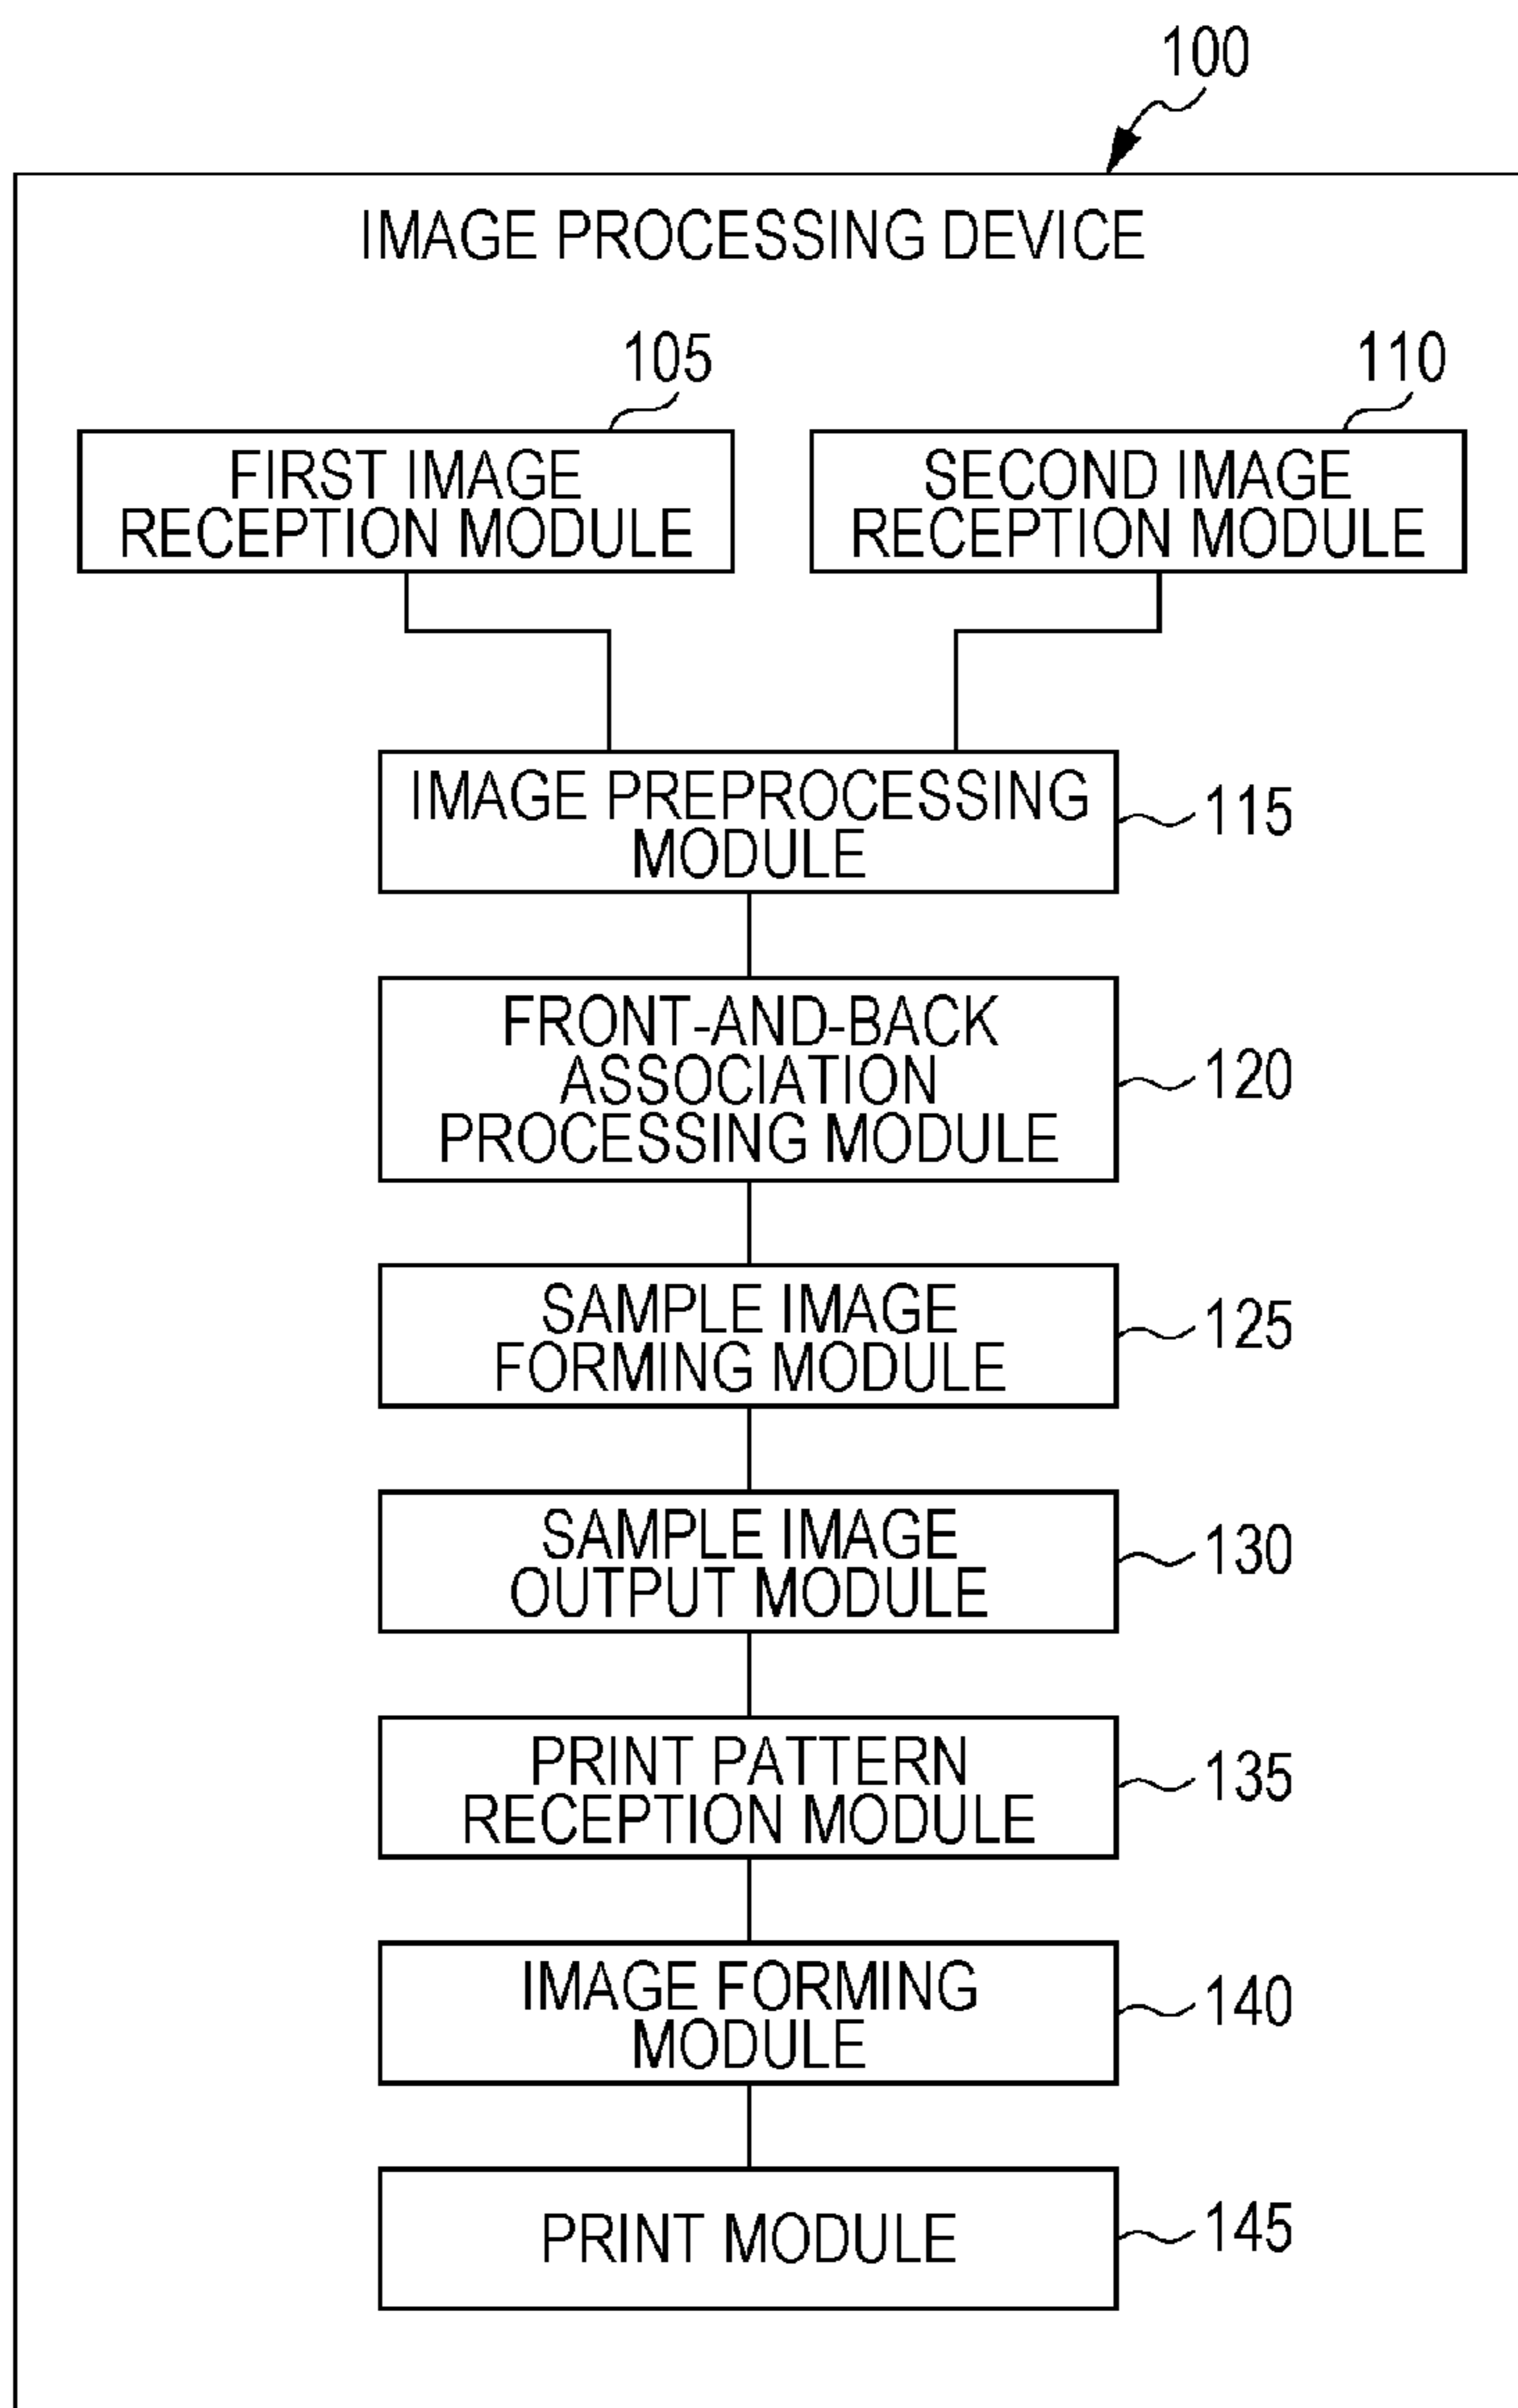 100
IMAGE PROCESSING DEVICE
105
110
FIRST IMAGE
RECEPTION MODULE
SECOND IMAGE
RECEPTION MODULE
IMAGE PREPROCESSING
MODULE
115
FRONT-AND-BACK
ASSOCIATION
PROCESSING MODULE
120
SAMPLE IMAGE
FORMING MODULE
125
SAMPLE IMAGE
OUTPUT MODULE
130
PRINT PATTERN
RECEPTION MODULE
135
IMAGE FORMING
MODULE
140
PRINT MODULE
145